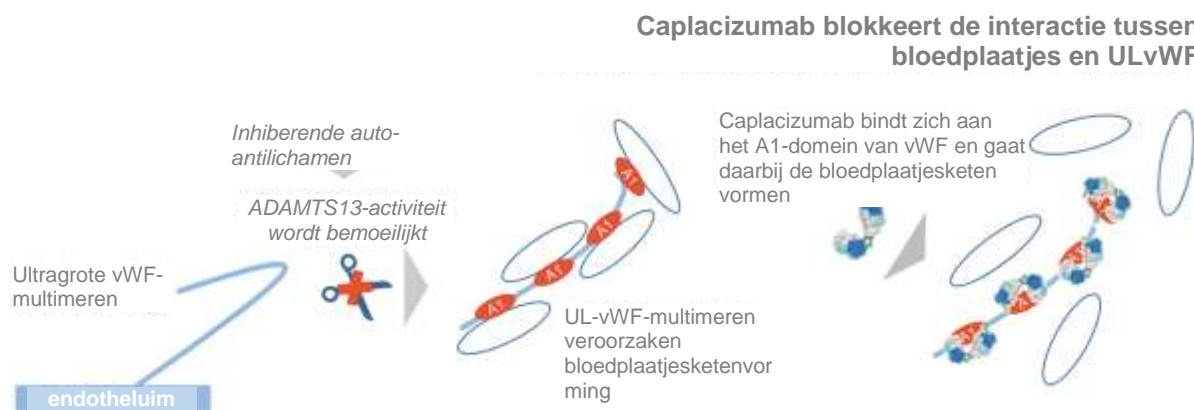 Caplacizumab blokkeert de interactie tussen
bloedplaatjes en ULvWF
Inhiberende auto-
antilichamen
ADAMTS13-activiteit
wordt bemoeilijkt
Ultragrote vWF-
multimeren
endotheluim
A1
A1
A1
A1
UL-vWF-multimeren
veroorzaken
bloedplaatjesketenvor
ming
Caplacizumab bindt zich aan
het A1-domein van vWF en gaat
daarbij de bloedplaatjesketen
vormen